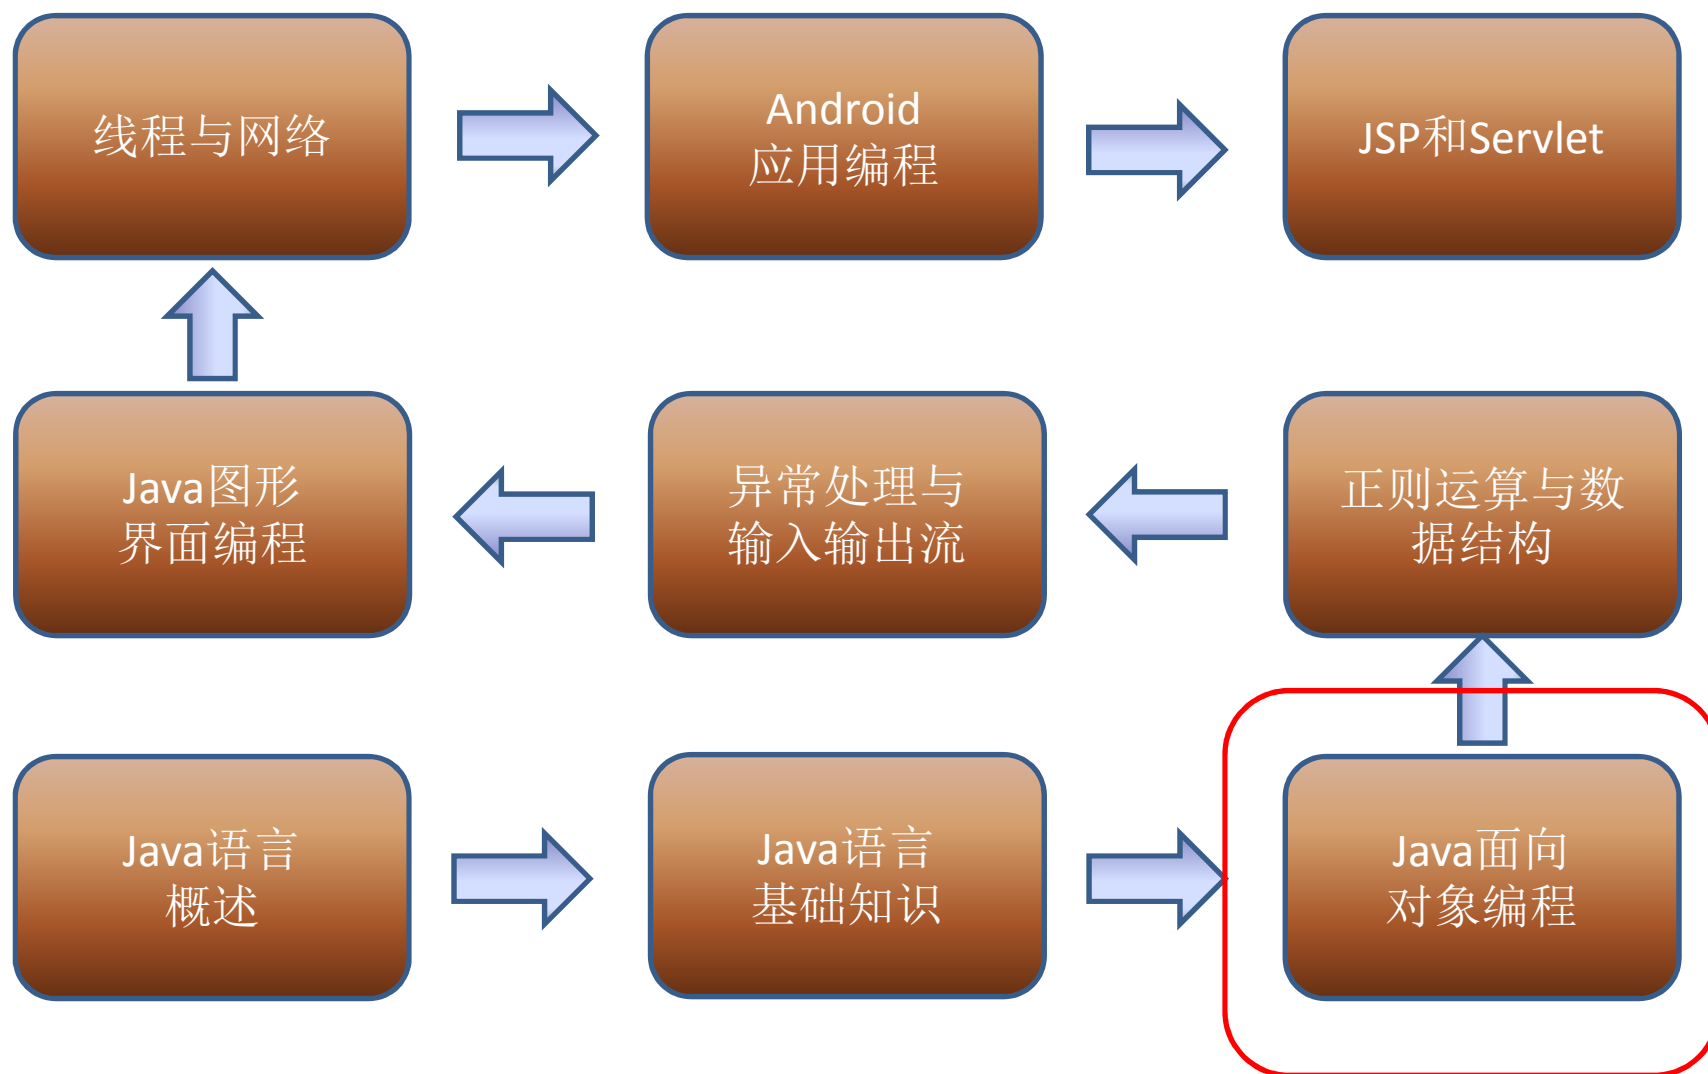 线程与网络
Android
应用编程
JSP和Servlet
Java图形
界面编程
异常处理与
输入输出流
正则运算与数
据结构
Java语言
概述
Java语言
基础知识
Java面向
对象编程